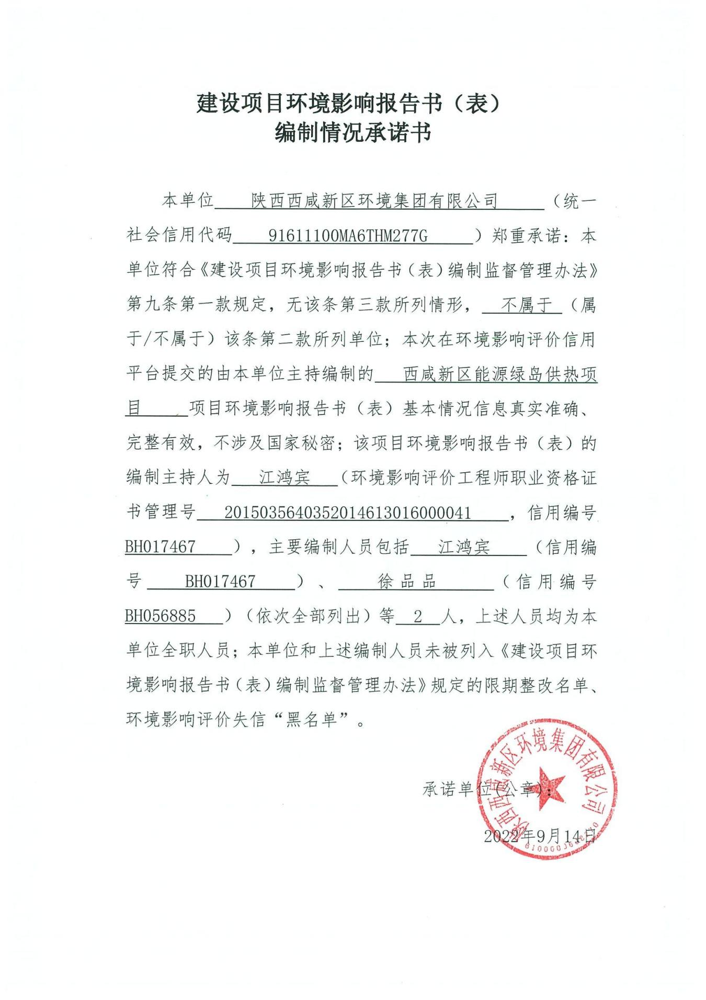 建设项目环境影响报告书（表）
编制情况承诺书
本单位 陕西西咸新区环境集团有限公司 （统一
社会信用代码 91611100MA6THM277G ）郑重承诺：本
单位符合《建设项目环境影响报告书（表）编制监督管理办法》
第九条第一款规定，无该条第三款所列情形， 不属于 （属
于/不属于）该条第二款所列单位；本次在环境影响评价信用
平台提交的由本单位主持编制的 西咸新区能源绿岛供热项
目 项目环境影响报告书（表）基本情况信息真实准确、
完整有效，不涉及国家秘密；该项目环境影响报告书（表）的
编制主持人为 江鸿宾 （环境影响评价工程师职业资格证
书管理号 2015035640352014613016000041 ，信用编号
BH017467 ），主要编制人员包括 江鸿宾 （信用编
号 BH017467 ）、 徐品品 （信用编号
BH056885 ）（依次全部列出）等 2 人，上述人员均为本
单位全职人员；本单位和上述编制人员未被列入《建设项目环
境影响报告书（表）编制监督管理办法》规定的限期整改名单、
环境影响评价失信“黑名单”。
陕西西咸新区环境集团有限公司
承诺单位(公章)：
2022年9月14日